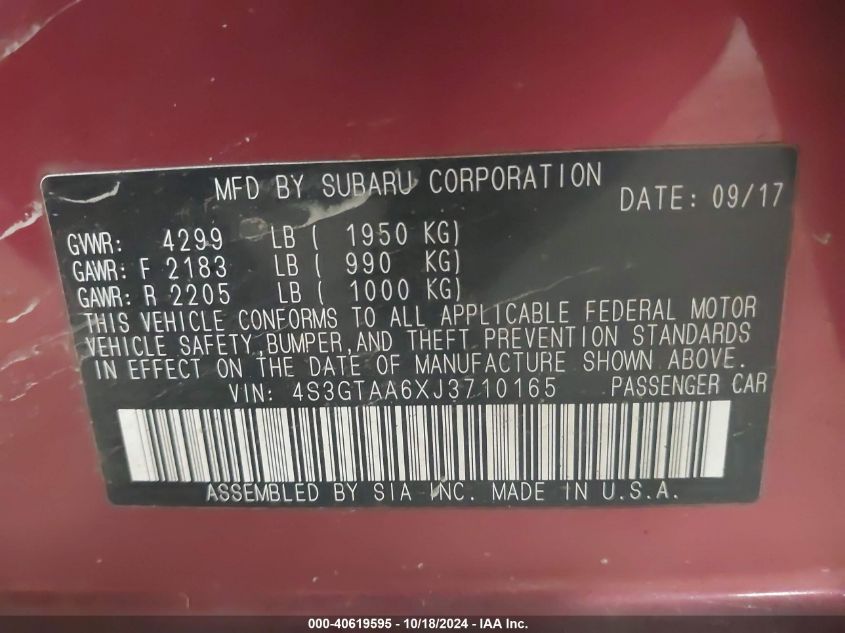 MFD BY SUBARU CORPORATION DATE: 09/17
GVWR: 4299 LB ( 1950 KG)
GAWR: F 2183 LB ( 990 KG)
GAWR: R 2205 LB ( 1000 KG)
THIS VEHICLE CONFORMS TO ALL APPLICABLE FEDERAL MOTOR
VEHICLE SAFETY,BUMPER,AND THEFT PREVENTION STANDARDS
IN EFFECT ON THE DATE OF MANUFACTURE SHOWN ABOVE.
VIN: 4S3GTAA6XJ3710165 PASSENGER CAR
ASSEMBLED BY SIA INC. MADE IN U.S.A.
000-40619595 - 10/18/2024 - IAA Inc.